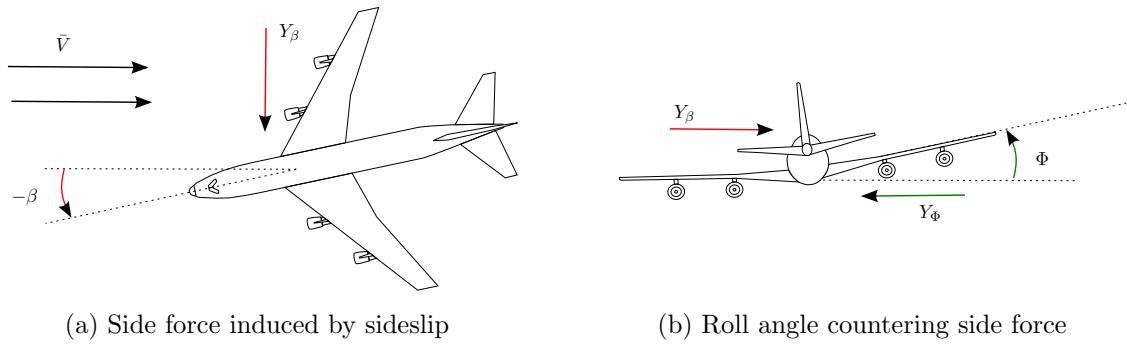 V̄
Y_β
−β
Y_β
Φ
Y_Φ
(a) Side force induced by sideslip
(b) Roll angle countering side force